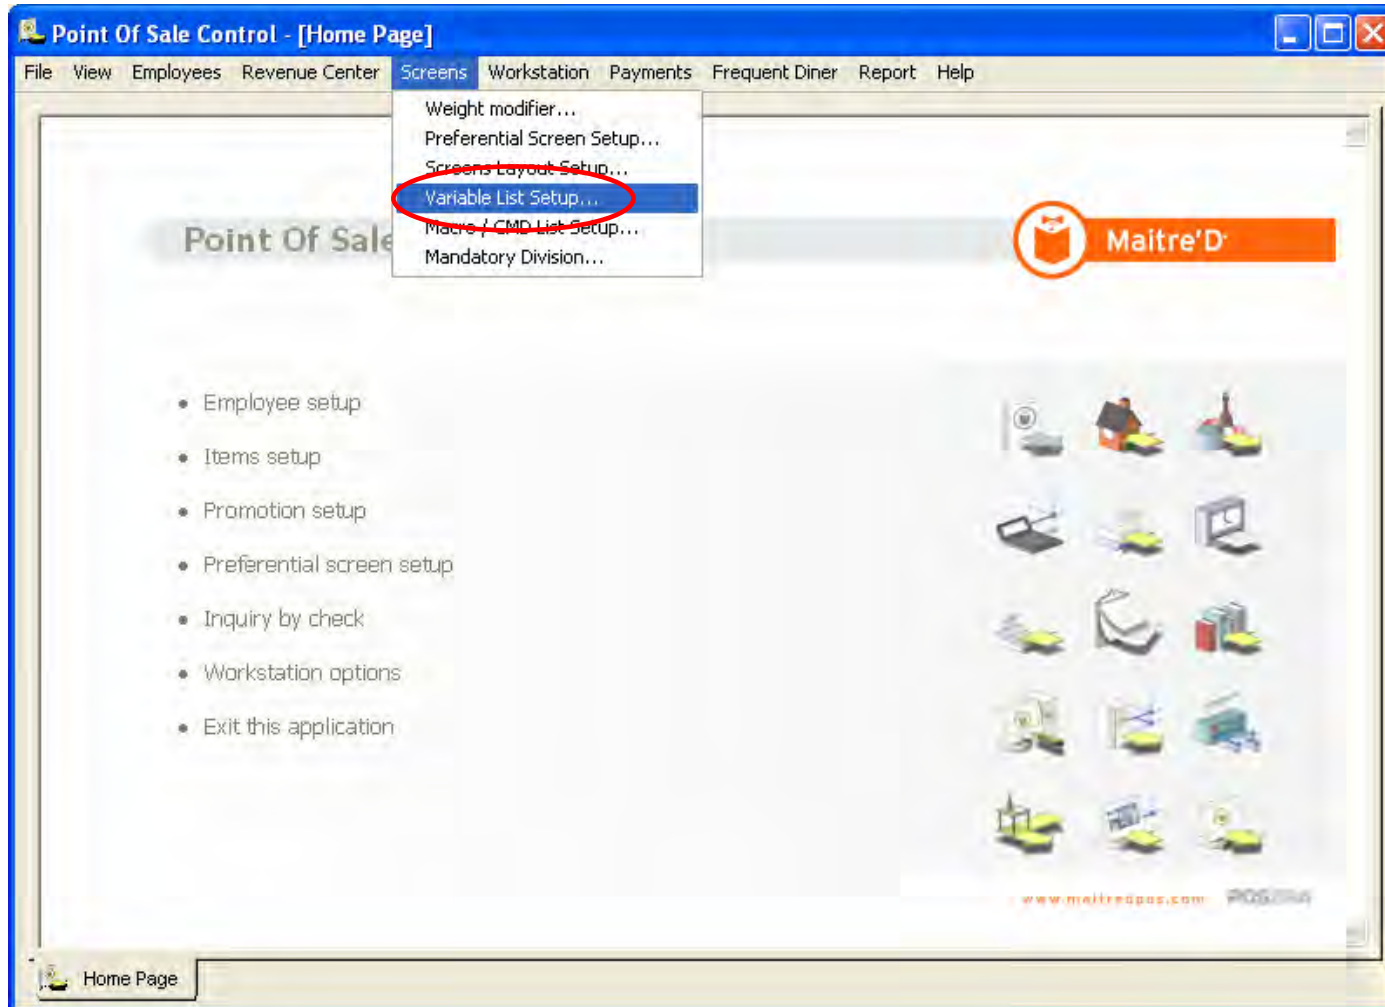 Point Of Sale Control - [Home Page]
File View Employees Revenue Center Screens Workstation Payments Frequent Diner Report Help
Weight modifier...
Preferential Screen Setup...
Screens Layout Setup...
Variable List Setup...
Macro / CMD List Setup...
Mandatory Division...
Point Of Sale
Maitre'D
• Employee setup
• Items setup
• Promotion setup
• Preferential screen setup
• Inquiry by check
• Workstation options
• Exit this application
www.maitredpos.com
Home Page